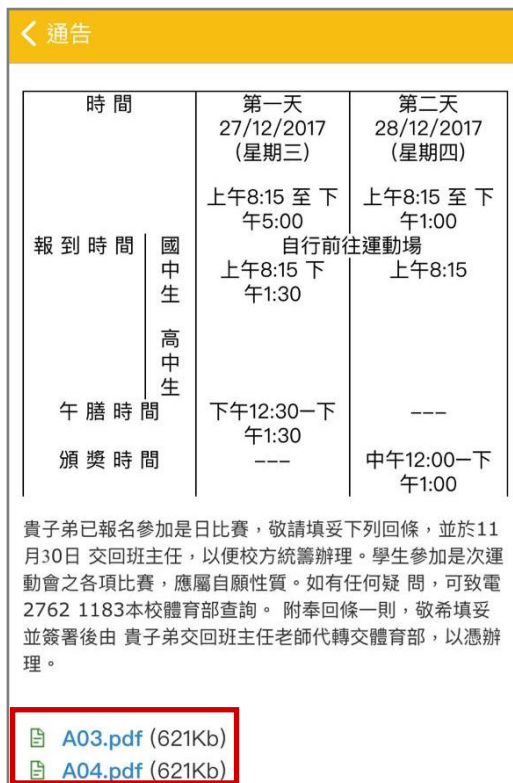 通告
時間 第一天 第二天
27/12/2017 28/12/2017
(星期三) (星期四)
上午8:15 至 下 上午8:15 至 下
午5:00 午1:00
報到時間 國 自行前往運動場
中 上午8:15 下 上午8:15
生 午1:30
高
中
生
午膳時間 下午12:30—下 ---
午1:30
頒獎時間 --- 中午12:00—下
午1:00
貴子弟已報名參加是日比賽，敬請填妥下列回條，並於11
月30日 交回班主任，以便校方統籌辦理。學生參加是次運
動會之各項比賽，應屬自願性質。如有任何疑 問，可致電
2762 1183本校體育部查詢。 附奉回條一則，敬希填妥
並簽署後由 貴子弟交回班主任老師代轉交體育部，以憑辦
理。
A03.pdf (621Kb)
A04.pdf (621Kb)